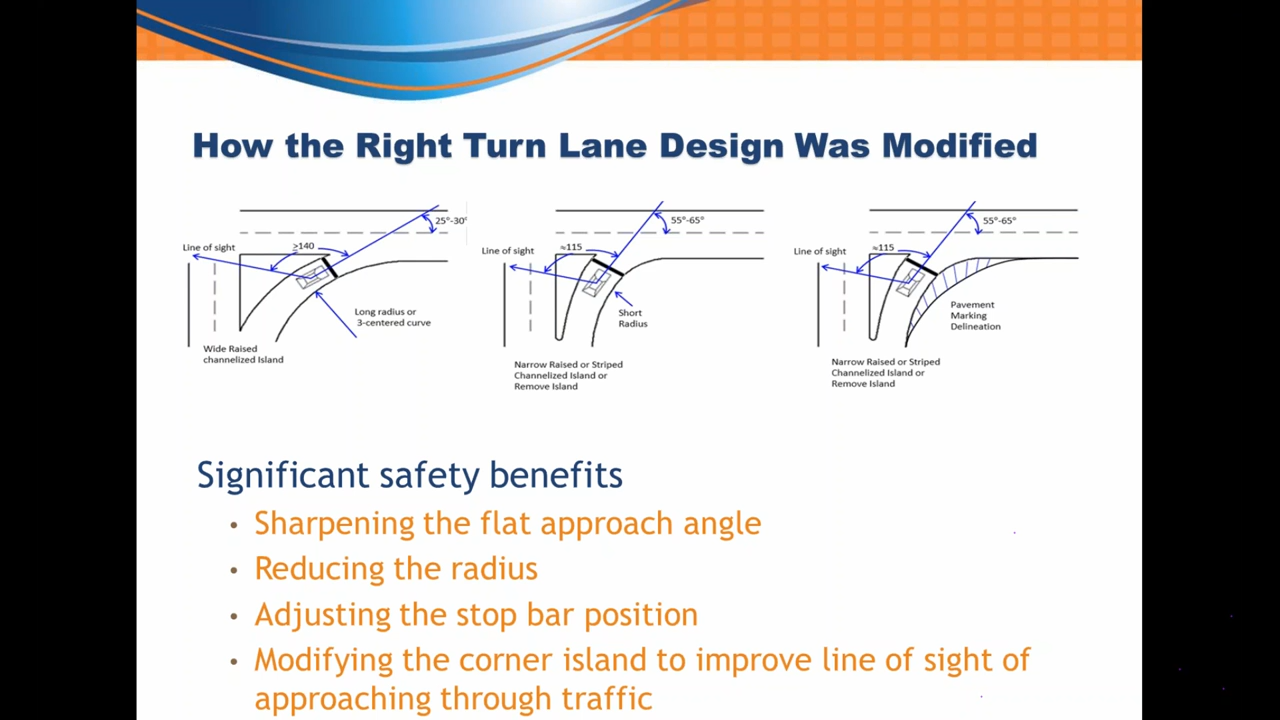 How the Right Turn Lane Design Was Modified
25°-30°
Line of sight
≥140
Long radius or
3-centered curve
Wide Raised
channelized Island
55°-65°
Line of sight
≈115
Short
Radius
Narrow Raised or Striped
Channelized Island or
Remove Island
55°-65°
Line of sight
≈115
Pavement
Marking
Delineation
Narrow Raised or Striped
Channelized Island or
Remove Island
Significant safety benefits
• Sharpening the flat approach angle
• Reducing the radius
• Adjusting the stop bar position
• Modifying the corner island to improve line of sight of
approaching through traffic